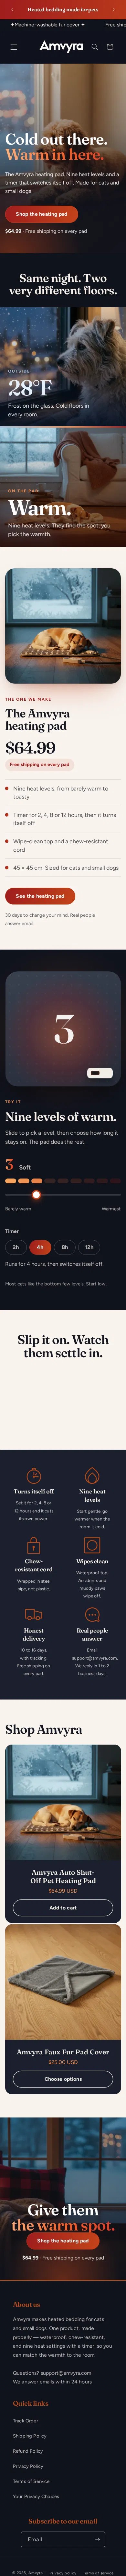 Heated bedding made for pets
✦Machine-washable fur cover ✦
Free ship
Amvyra
Cold out there.
Warm in here.
The Amvyra heating pad. Nine heat levels and a
timer that switches itself off. Made for cats and
small dogs.
Shop the heating pad
$64.99 · Free shipping on every pad
Same night. Two
very different floors.
OUTSIDE
28°F
Frost on the glass. Cold floors in
every room.
ON THE PAD
Warm.
Nine heat levels. They find the spot, you
pick the warmth.
THE ONE WE MAKE
The Amvyra
heating pad
$64.99
Free shipping on every pad
Nine heat levels, from barely warm to
toasty
Timer for 2, 4, 8 or 12 hours, then it turns
itself off
Wipe-clean top and a chew-resistant
cord
45 × 45 cm. Sized for cats and small dogs
See the heating pad
30 days to change your mind. Real people
answer email.
3
TRY IT
Nine levels of warm.
Slide to pick a level, then choose how long it
stays on. The pad does the rest.
3 Soft
Rarely warm
Warmest
Timer
2h
4h
8h
12h
Runs for 4 hours, then switches itself off.
Most cats like the bottom few levels. Start low.
Slip it on. Watch
them settle in.
Turns itself off
Set it for 2, 4, 8 or
12 hours and it cuts
its own power.
Nine heat
levels
Start gentle, go
warmer when the
room is cold.
Chew-
resistant cord
Wrapped in steel
pipe, not plastic.
Wipes clean
Waterproof top.
Accidents and
muddy paws
wipe off.
Honest
delivery
10 to 16 days,
with tracking.
Free shipping on
every pad.
Real people
answer
Email
support@amvyra.com.
We reply in 1 to 2
business days.
Shop Amvyra
Amvyra Auto Shut-
Off Pet Heating Pad
$64.99 USD
Add to cart
Amvyra Faux Fur Pad Cover
$25.00 USD
Choose options
Give them
the warm spot.
Shop the heating pad
$64.99 · Free shipping on every pad
About us
Amvyra makes heated bedding for cats
and small dogs. One product, made
properly — waterproof, chew-resistant,
and nine heat settings with a timer, so you
can match the warmth to the room.
Questions? support@amvyra.com
We answer emails within 24 hours
Quick links
Track Order
Shipping Policy
Refund Policy
Privacy Policy
Terms of Service
Your Privacy Choices
Subscribe to our email
Email
© 2026, Amvyra · Privacy policy · Terms of service